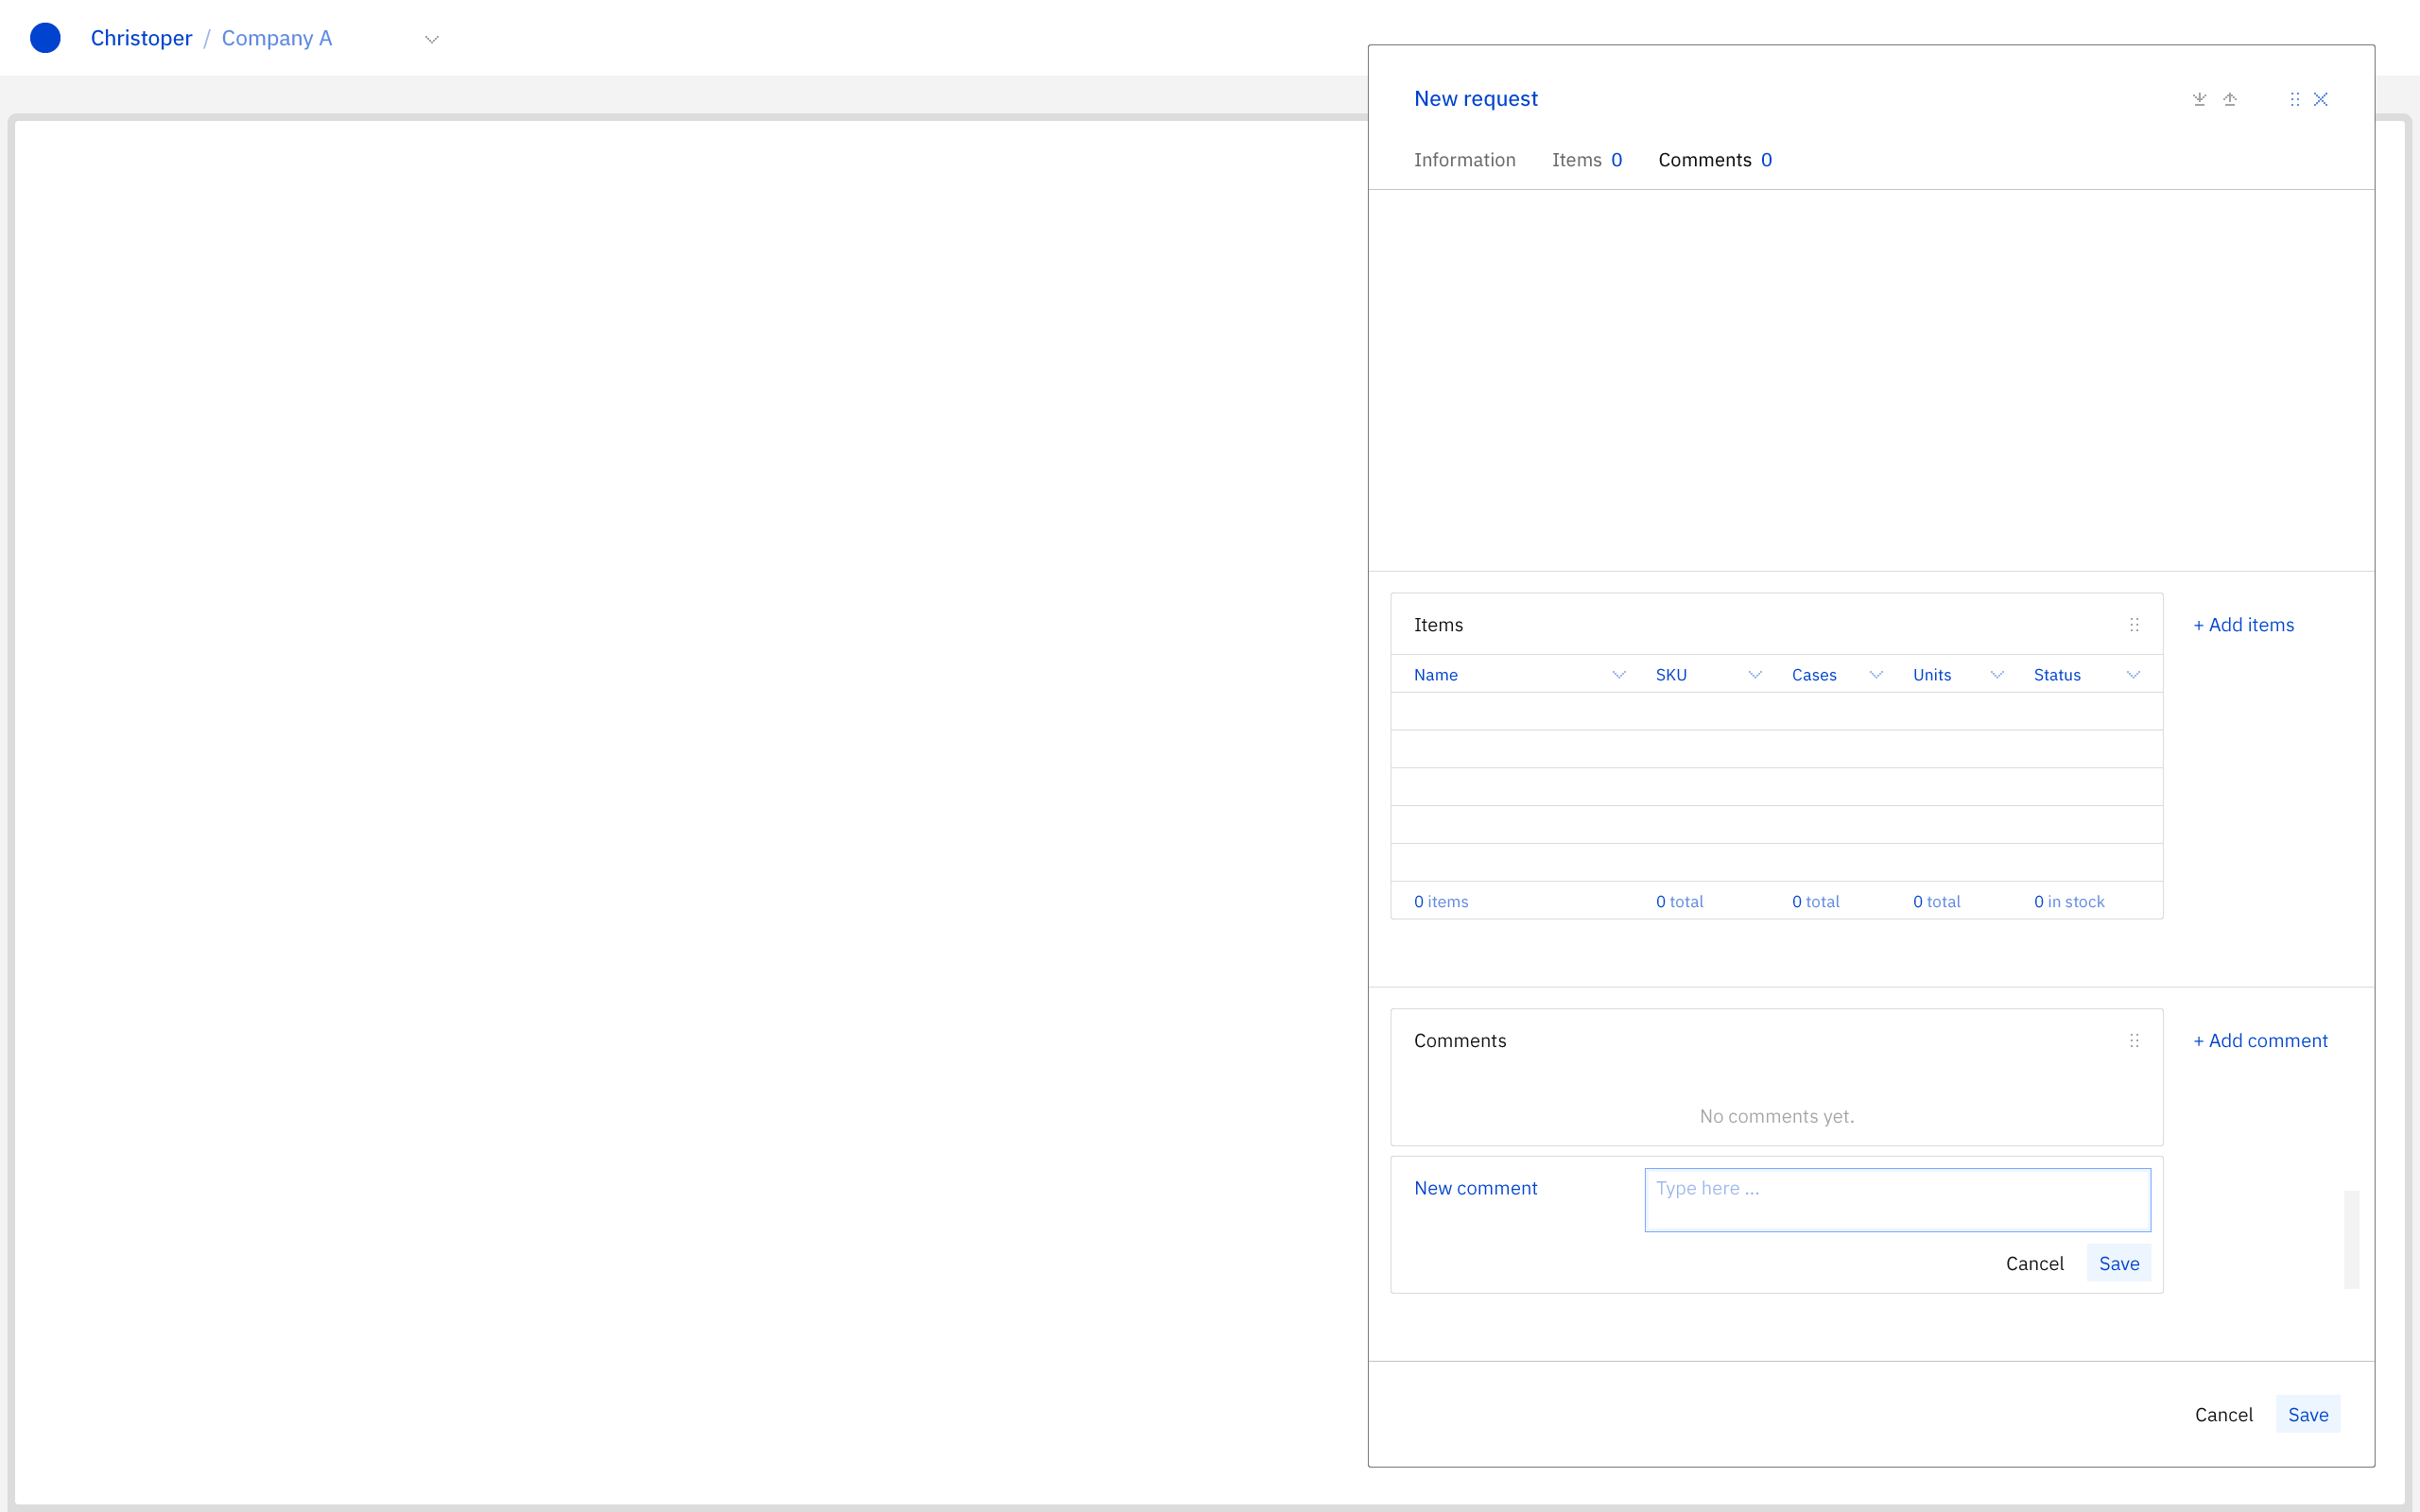 Christoper / Company A
New request
Information Items 0 Comments 0
Items
+ Add items
Name SKU Cases Units Status
0 items 0 total 0 total 0 total 0 in stock
Comments
+ Add comment
No comments yet.
New comment
Type here ...
Cancel Save
Cancel Save